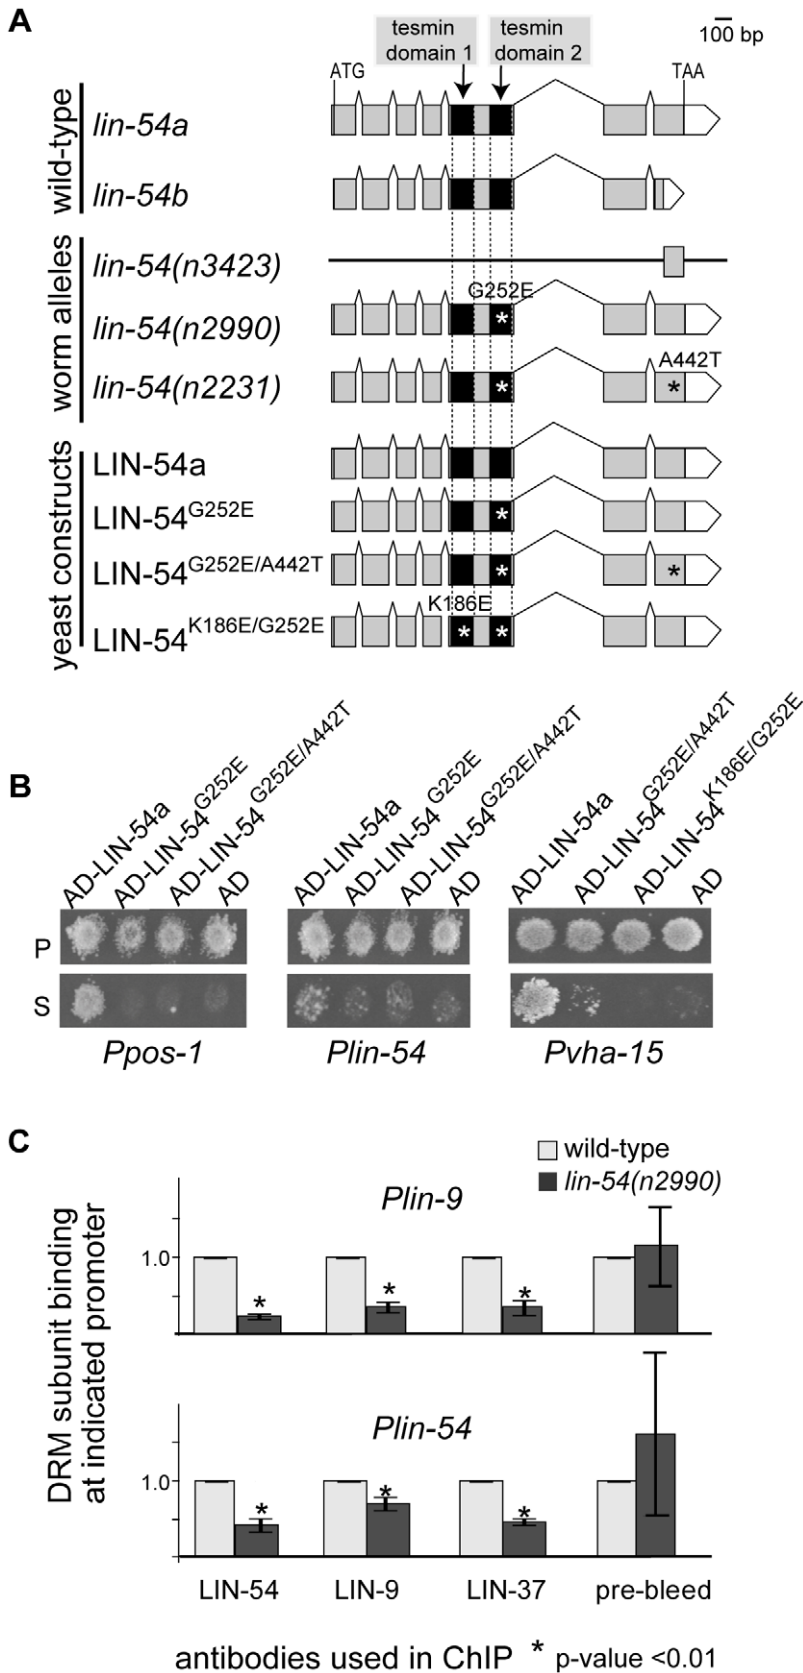 A
tesmin domain 1
tesmin domain 2
100 bp
ATG
TAA
wild-type
lin-54a
lin-54b
worm alleles
lin-54(n3423)
G252E
lin-54(n2990)
*
A442T
lin-54(n2231)
* *
yeast constructs
LIN-54a
LIN-54G252E
*
LIN-54G252E/A442T
* *
K186E
LIN-54K186E/G252E
* *
B
AD-LIN-54a
AD-LIN-54G252E
AD-LIN-54G252E/A442T
AD
AD-LIN-54a
AD-LIN-54G252E
AD-LIN-54G252E/A442T
AD
AD-LIN-54a
AD-LIN-54G252E/A442T
AD-LIN-54K186E/G252E
AD
P
S
Ppos-1
Plin-54
Pvha-15
C
wild-type
lin-54(n2990)
DRM subunit binding
at indicated promoter
Plin-9
1.0
* * *
Plin-54
1.0
* * *
LIN-54 LIN-9 LIN-37 pre-bleed
antibodies used in ChIP * p-value <0.01